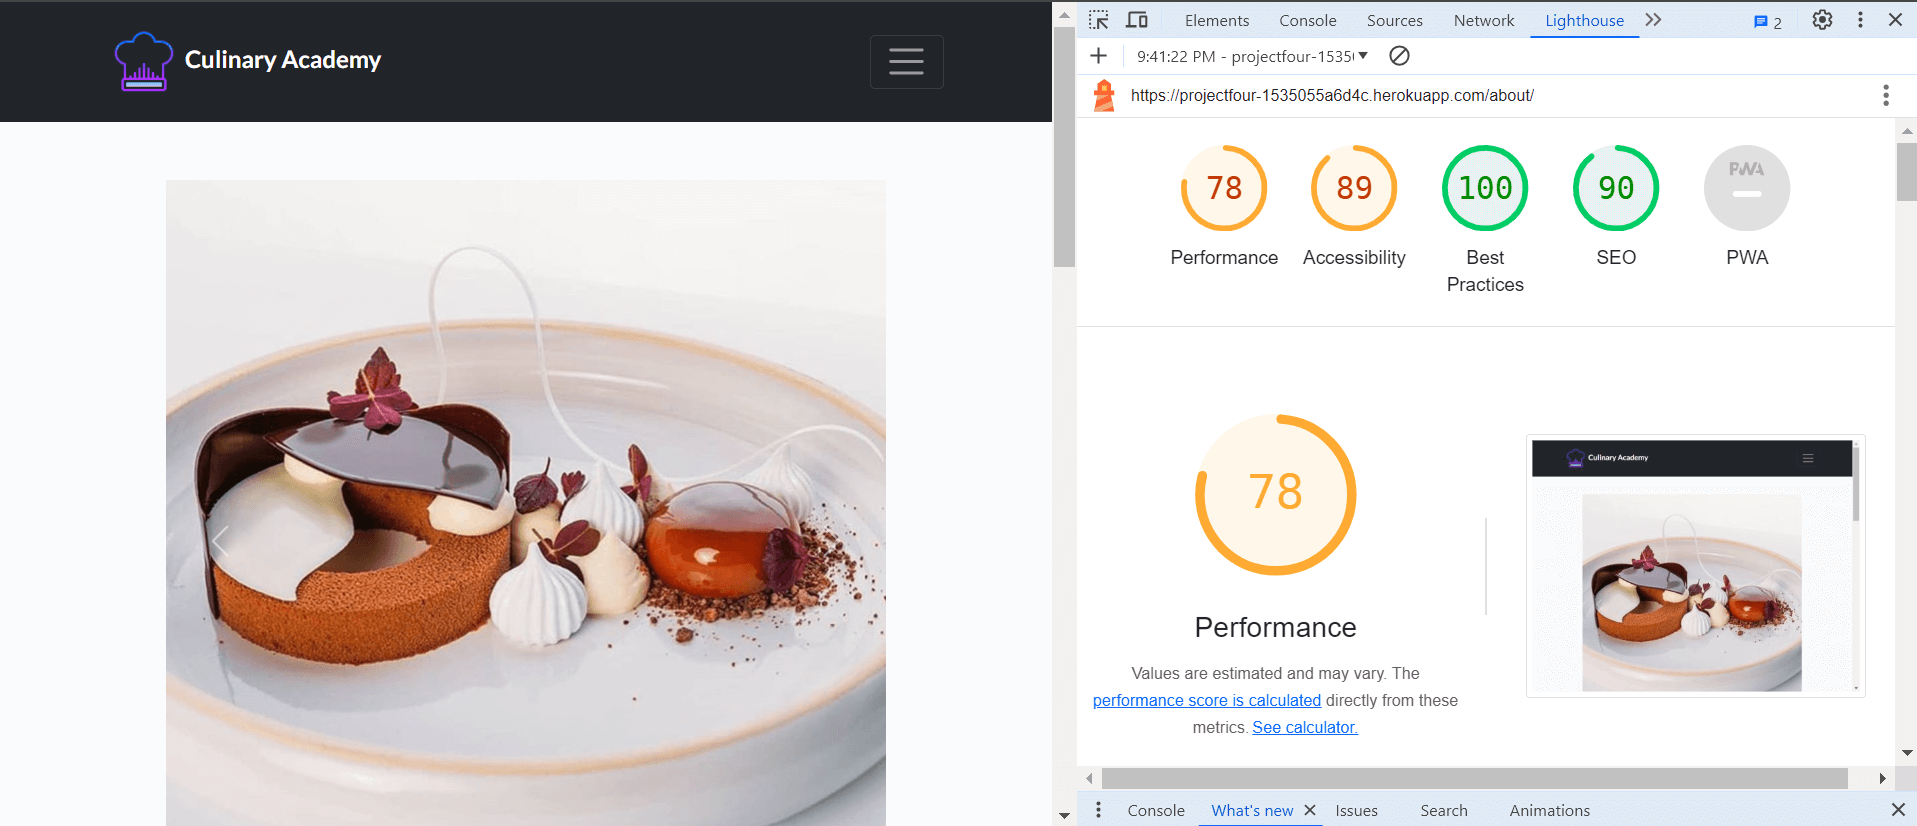 Culinary Academy
Elements Console Sources Network Lighthouse 2
9:41:22 PM - projectfour-1535
https://projectfour-1535055a6d4c.herokuapp.com/about/
78 89 100 90 PWA
Performance Accessibility Best Practices SEO PWA
78
Performance
Values are estimated and may vary. The
performance score is calculated directly from these
metrics. See calculator.
Culinary Academy
Console What's new Issues Search Animations